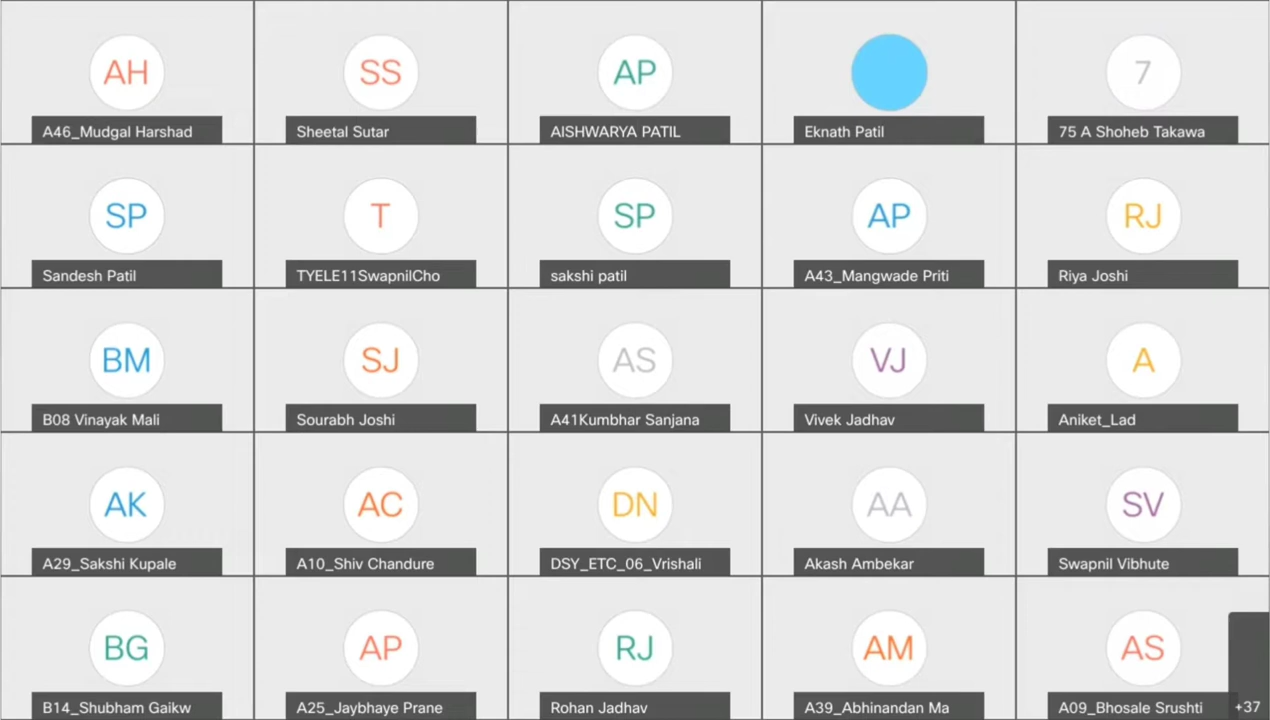 AH
A46_Mudgal Harshad
SS
Sheetal Sutar
AP
AISHWARYA PATIL
Eknath Patil
7
75 A Shoheb Takawa
SP
Sandesh Patil
T
TYELE11SwapnilCho
SP
sakshi patil
AP
A43_Mangwade Priti
RJ
Riya Joshi
BM
B08 Vinayak Mali
SJ
Sourabh Joshi
AS
A41Kumbhar Sanjana
VJ
Vivek Jadhav
A
Aniket_Lad
AK
A29_Sakshi Kupale
AC
A10_Shiv Chandure
DN
DSY_ETC_06_Vrishali
AA
Akash Ambekar
SV
Swapnil Vibhute
BG
B14_Shubham Gaikw
AP
A25_Jaybhaye Prane
RJ
Rohan Jadhav
AM
A39_Abhinandan Ma
AS
A09_Bhosale Srushti
+37